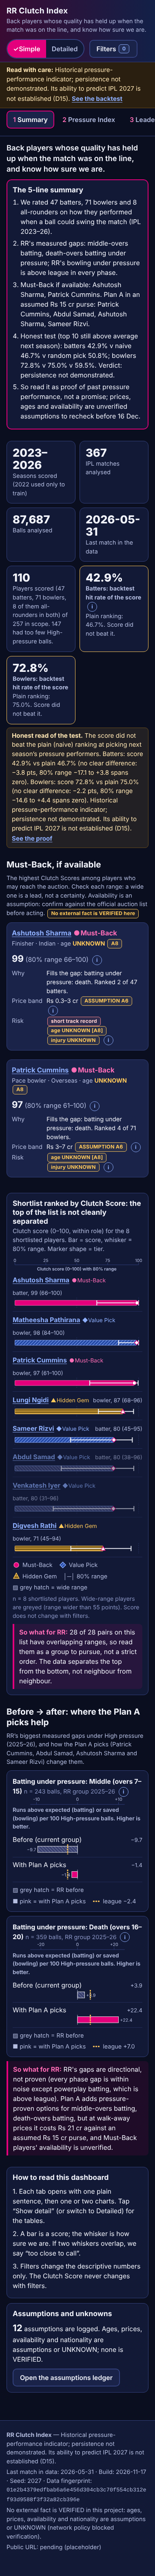 RR Clutch Index
Back players whose quality has held up when the match was on the line, and know how sure we are.
✓Simple Detailed Filters 0
Read with care: Historical pressure-performance indicator; persistence not demonstrated. Its ability to predict IPL 2027 is not established (D15). See the backtest
1 Summary 2 Pressure Index 3 Leade
Back players whose quality has held up when the match was on the line, and know how sure we are.
The 5-line summary
1. We rated 47 batters, 71 bowlers and 8 all-rounders on how they performed when a ball could swing the match (IPL 2023–26).
2. RR's measured gaps: middle-overs batting, death-overs batting under pressure; RR's bowling under pressure is above league in every phase.
3. Must-Back if available: Ashutosh Sharma, Patrick Cummins. Plan A in an assumed Rs 15 cr purse: Patrick Cummins, Abdul Samad, Ashutosh Sharma, Sameer Rizvi.
4. Honest test (top 10 still above average next season): batters 42.9% v naive 46.7% v random pick 50.8%; bowlers 72.8% v 75.0% v 59.5%. Verdict: persistence not demonstrated.
5. So read it as proof of past pressure performance, not a promise; prices, ages and availability are unverified assumptions to recheck before 16 Dec.
2023–2026
Seasons scored (2022 used only to train)
367
IPL matches analysed
87,687
Balls analysed
2026-05-31
Last match in the data
110
Players scored (47 batters, 71 bowlers, 8 of them all-rounders in both) of 257 in scope. 147 had too few High-pressure balls.
42.9%
Batters: backtest hit rate of the score i
Plain ranking: 46.7%. Score did not beat it.
72.8%
Bowlers: backtest hit rate of the score
Plain ranking: 75.0%. Score did not beat it.
Honest read of the test. The score did not beat the plain (naive) ranking at picking next season's pressure performers. Batters: score 42.9% vs plain 46.7% (no clear difference: −3.8 pts, 80% range −17.1 to +3.8 points span zero). Bowlers: score 72.8% vs plain 75.0% (no clear difference: −2.2 pts, 80% range −14.6 to +4.4 spans zero). Historical pressure-performance indicator; persistence not demonstrated. Its ability to predict IPL 2027 is not established (D15).
See the proof
Must-Back, if available
The highest Clutch Scores among players who may reach the auction. Check each range: a wide one is a lead, not a certainty. Availability is an assumption: confirm against the official auction list before acting. No external fact is VERIFIED here
Ashutosh Sharma Must-Back
Finisher · Indian · age UNKNOWN A8
99 (80% range 66–100) i
Why Fills the gap: batting under pressure: death. Ranked 2 of 47 batters.
Price band Rs 0.3–3 cr ASSUMPTION A6 i
Risk short track record
age UNKNOWN [A8]
injury UNKNOWN i
Patrick Cummins Must-Back
Pace bowler · Overseas · age UNKNOWN A8
97 (80% range 61–100) i
Why Fills the gap: batting under pressure: death. Ranked 4 of 71 bowlers.
Price band Rs 3–7 cr ASSUMPTION A6 i
Risk age UNKNOWN [A8]
injury UNKNOWN i
Shortlist ranked by Clutch Score: the top of the list is not cleanly separated
Clutch score (0–100, within role) for the 8 shortlisted players. Bar = score, whisker = 80% range. Marker shape = tier.
0 25 50 75 100
Clutch score (0–100) with 80% range
Ashutosh Sharma Must-Back
batter, 99 (66–100)
Matheesha Pathirana Value Pick
bowler, 98 (84–100)
Patrick Cummins Must-Back
bowler, 97 (61–100)
Lungi Ngidi Hidden Gem bowler, 87 (68–96)
Sameer Rizvi Value Pick batter, 80 (45–95)
Abdul Samad Value Pick batter, 80 (38–96)
Venkatesh Iyer Value Pick
batter, 80 (31–96)
Digvesh Rathi Hidden Gem
bowler, 71 (45–94)
Must-Back Value Pick
Hidden Gem 80% range
grey hatch = wide range
n = 8 shortlisted players. Wide-range players are greyed (range wider than 55 points). Score does not change with filters.
So what for RR: 28 of 28 pairs on this list have overlapping ranges, so read them as a group to pursue, not a strict order. The data separates the top from the bottom, not neighbour from neighbour.
Before → after: where the Plan A picks help
RR's biggest measured gaps under High pressure (2025–26), and how the Plan A picks (Patrick Cummins, Abdul Samad, Ashutosh Sharma and Sameer Rizvi) change them.
Batting under pressure: Middle (overs 7–15) n = 243 balls, RR group 2025–26 i
-10 0 +10
Runs above expected (batting) or saved (bowling) per 100 High-pressure balls. Higher is better.
Before (current group) −9.7
−9.7
With Plan A picks −1.4
grey hatch = RR before
pink = with Plan A picks league −2.4
Batting under pressure: Death (overs 16–20) n = 359 balls, RR group 2025–26 i
-20 0 +20
Runs above expected (batting) or saved (bowling) per 100 High-pressure balls. Higher is better.
Before (current group) +3.9
With Plan A picks +22.4
+22.4
grey hatch = RR before
pink = with Plan A picks league +7.0
So what for RR: RR's gaps are directional, not proven (every phase gap is within noise except powerplay batting, which is above league). Plan A adds pressure-proven options for middle-overs batting, death-overs batting, but at walk-away prices it costs Rs 21 cr against an assumed Rs 15 cr purse, and Must-Back players' availability is unverified.
How to read this dashboard
1. Each tab opens with one plain sentence, then one or two charts. Tap “Show detail” (or switch to Detailed) for the tables.
2. A bar is a score; the whisker is how sure we are. If two whiskers overlap, we say “too close to call”.
3. Filters change the descriptive numbers only. The Clutch Score never changes with filters.
Assumptions and unknowns
12 assumptions are logged. Ages, prices, availability and nationality are assumptions or UNKNOWN; none is VERIFIED.
Open the assumptions ledger
RR Clutch Index — Historical pressure-performance indicator; persistence not demonstrated. Its ability to predict IPL 2027 is not established (D15).
Last match in data: 2026-05-31 · Build: 2026-11-17 · Seed: 2027 · Data fingerprint:
No external fact is VERIFIED in this project: ages, prices, availability and nationality are assumptions or UNKNOWN (network policy blocked verification).
Public URL: pending (placeholder)